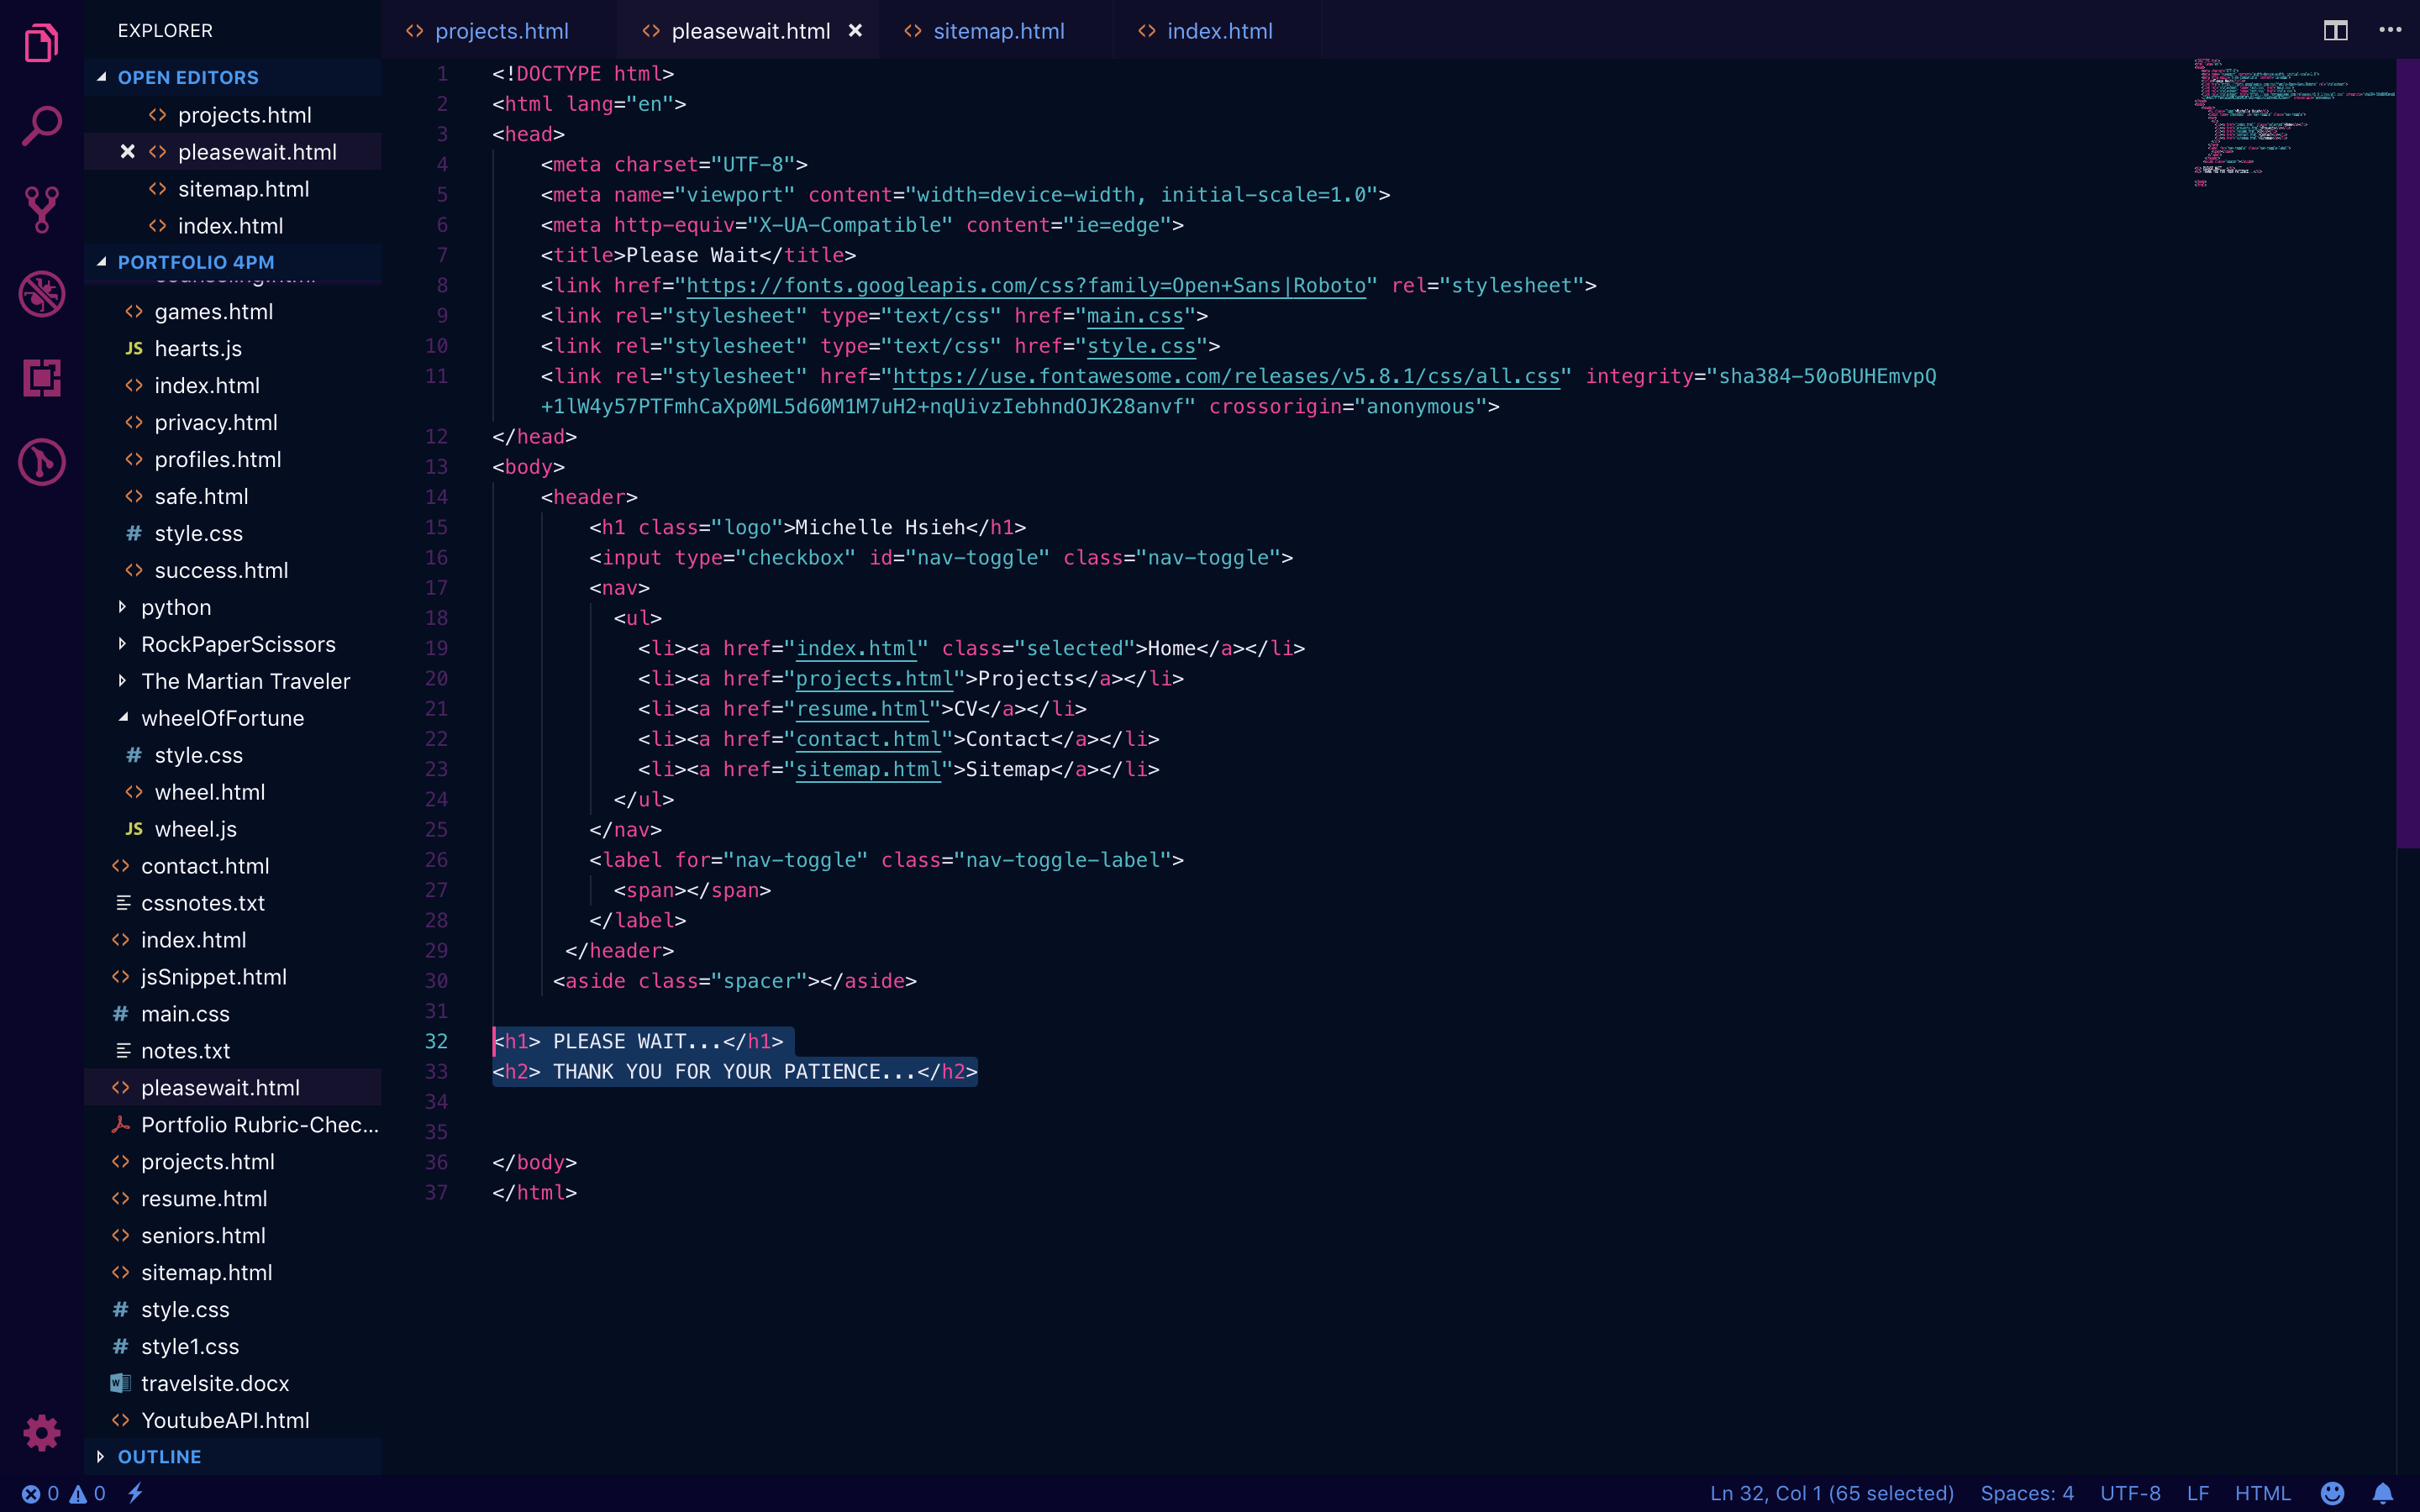 EXPLORER
OPEN EDITORS
projects.html
pleasewait.html
sitemap.html
index.html
PORTFOLIO 4PM
games.html
JS hearts.js
index.html
privacy.html
profiles.html
safe.html
# style.css
success.html
python
RockPaperScissors
The Martian Traveler
wheelOfFortune
# style.css
wheel.html
JS wheel.js
contact.html
cssnotes.txt
index.html
jsSnippet.html
# main.css
notes.txt
pleasewait.html
Portfolio Rubric-Chec...
projects.html
resume.html
seniors.html
sitemap.html
# style.css
# style1.css
travelsite.docx
YoutubeAPI.html
OUTLINE
projects.html pleasewait.html sitemap.html index.html
1 <!DOCTYPE html>
2 <html lang="en">
3 <head>
4 <meta charset="UTF-8">
5 <meta name="viewport" content="width=device-width, initial-scale=1.0">
6 <meta http-equiv="X-UA-Compatible" content="ie=edge">
7 <title>Please Wait</title>
8 <link href="https://fonts.googleapis.com/css?family=Open+Sans|Roboto" rel="stylesheet">
9 <link rel="stylesheet" type="text/css" href="main.css">
10 <link rel="stylesheet" type="text/css" href="style.css">
11 <link rel="stylesheet" href="https://use.fontawesome.com/releases/v5.8.1/css/all.css" integrity="sha384-50oBUHEmvpQ
+1lW4y57PTFmhCaXp0ML5d60M1M7uH2+nqUivzIebhndOJK28anvf" crossorigin="anonymous">
12 </head>
13 <body>
14 <header>
15 <h1 class="logo">Michelle Hsieh</h1>
16 <input type="checkbox" id="nav-toggle" class="nav-toggle">
17 <nav>
18 <ul>
19 <li><a href="index.html" class="selected">Home</a></li>
20 <li><a href="projects.html">Projects</a></li>
21 <li><a href="resume.html">CV</a></li>
22 <li><a href="contact.html">Contact</a></li>
23 <li><a href="sitemap.html">Sitemap</a></li>
24 </ul>
25 </nav>
26 <label for="nav-toggle" class="nav-toggle-label">
27 <span></span>
28 </label>
29 </header>
30 <aside class="spacer"></aside>
31
32 <h1> PLEASE WAIT...</h1>
33 <h2> THANK YOU FOR YOUR PATIENCE...</h2>
34
35
36 </body>
37 </html>
0 0 Ln 32, Col 1 (65 selected) Spaces: 4 UTF-8 LF HTML